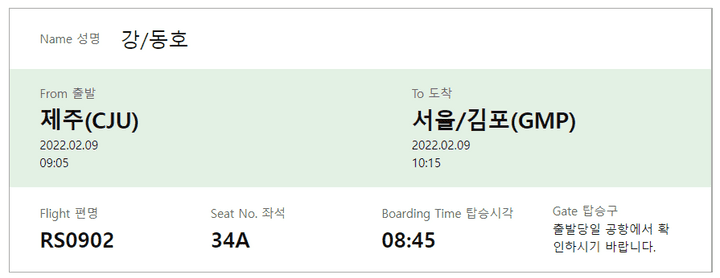 Name 성명 강/동호
From 출발 To 도착
제주(CJU) 서울/김포(GMP)
2022.02.09 2022.02.09
09:05 10:15
Flight 편명 Seat No. 좌석 Boarding Time 탑승시각 Gate 탑승구
RS0902 34A 08:45 출발당일 공항에서 확
인하시기 바랍니다.